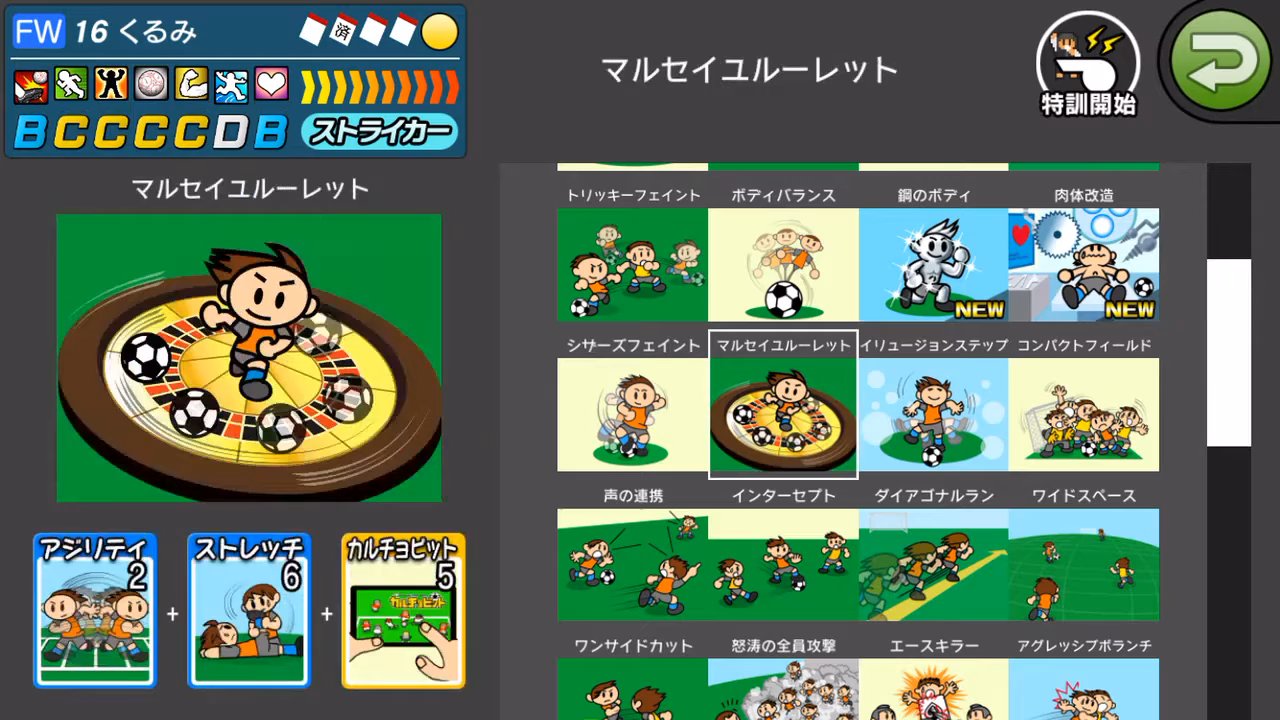 FW 16 くるみ
済
B C C C C D B ストライカー
マルセイユルーレット
特訓開始
マルセイユルーレット
アジリティ 2
+
ストレッチ 6
+
カルチョビット 5
カルチョビット
トリッキーフェイント ボディバランス 鋼のボディ 肉体改造
NEW NEW
シザーズフェイント マルセイユルーレット イリュージョンステップ コンパクトフィールド
声の連携 インターセプト ダイアゴナルラン ワイドスペース
ワンサイドカット 怒涛の全員攻撃 エースキラー アグレッシブボランチ